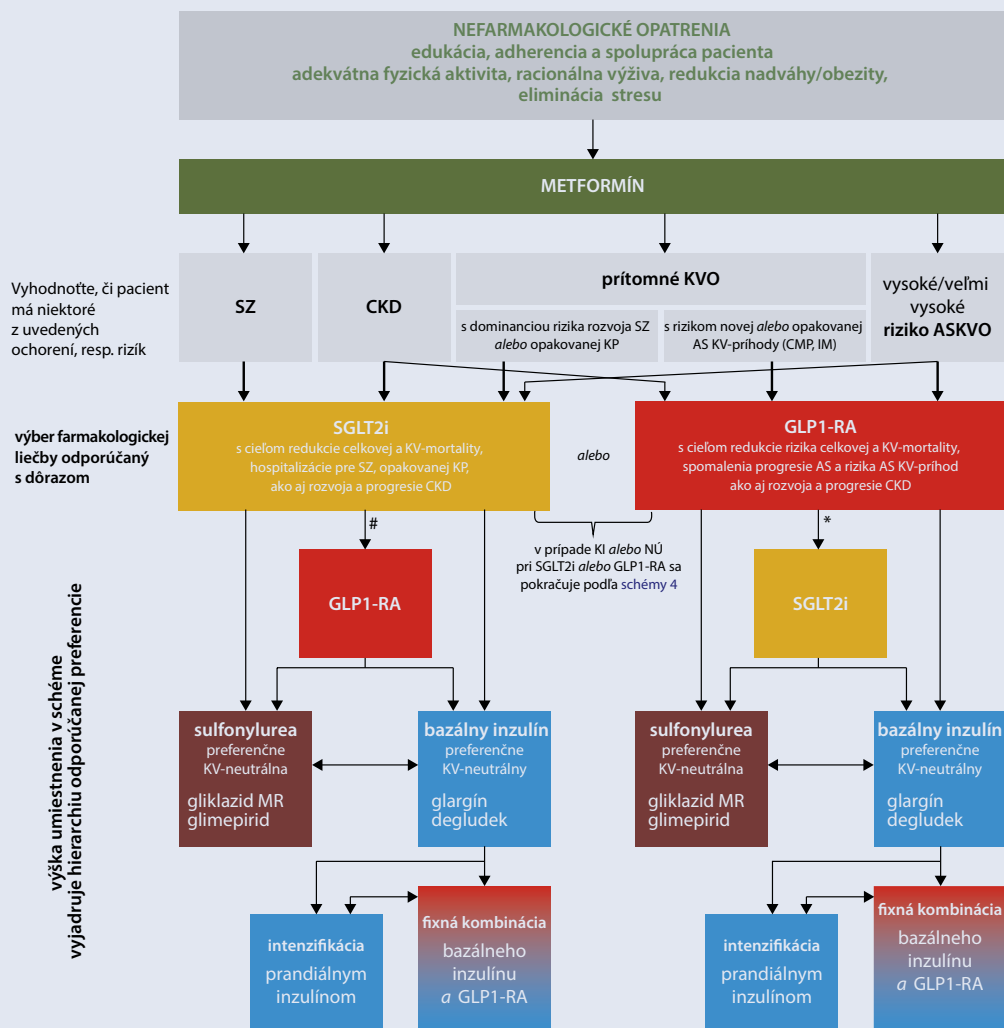 NEFARMAKOLOGICKÉ OPATRENIA
edukácia, adherencia a spolupráca pacienta
adekvátna fyzická aktivita, racionálna výživa, redukcia nadváhy/obezity,
eliminácia stresu
METFORMÍN
Vyhodnoťte, či pacient
má niektoré
z uvedených
ochorení, resp. rizík
SZ
CKD
prítomné KVO
s dominanciou rizika rozvoja SZ
alebo opakovanej KP
s rizikom novej alebo opakovanej
AS KV-príhody (CMP, IM)
vysoké/veľmi
vysoké
riziko ASKVO
výber farmakologickej
liečby odporúčaný
s dôrazom
SGLT2i
s cieľom redukcie celkovej a KV-mortality,
hospitalizácie pre SZ, opakovanej KP,
ako aj rozvoja a progresie CKD
alebo
GLP1-RA
s cieľom redukcie rizika celkovej a KV-mortality,
spomalenia progresie AS a rizika AS KV-príhod
ako aj rozvoja a progresie CKD
#
*
v prípade KI alebo NÚ
pri SGLT2i alebo GLP1-RA sa
pokračuje podľa schémy 4
GLP1-RA
SGLT2i
výška umiestnenia v schéme
vyjadruje hierarchiu odporúčanej preferencie
sulfonylurea
preferenčne
KV-neutrálna
gliklazid MR
glimepirid
bazálny inzulín
preferenčne
KV-neutrálny
glargín
degludek
sulfonylurea
preferenčne
KV-neutrálna
gliklazid MR
glimepirid
bazálny inzulín
preferenčne
KV-neutrálny
glargín
degludek
intenzifikácia
prandiálnym
inzulínom
fixná kombinácia
bazálneho
inzulínu
a GLP1-RA
intenzifikácia
prandiálnym
inzulínom
fixná kombinácia
bazálneho
inzulínu
a GLP1-RA